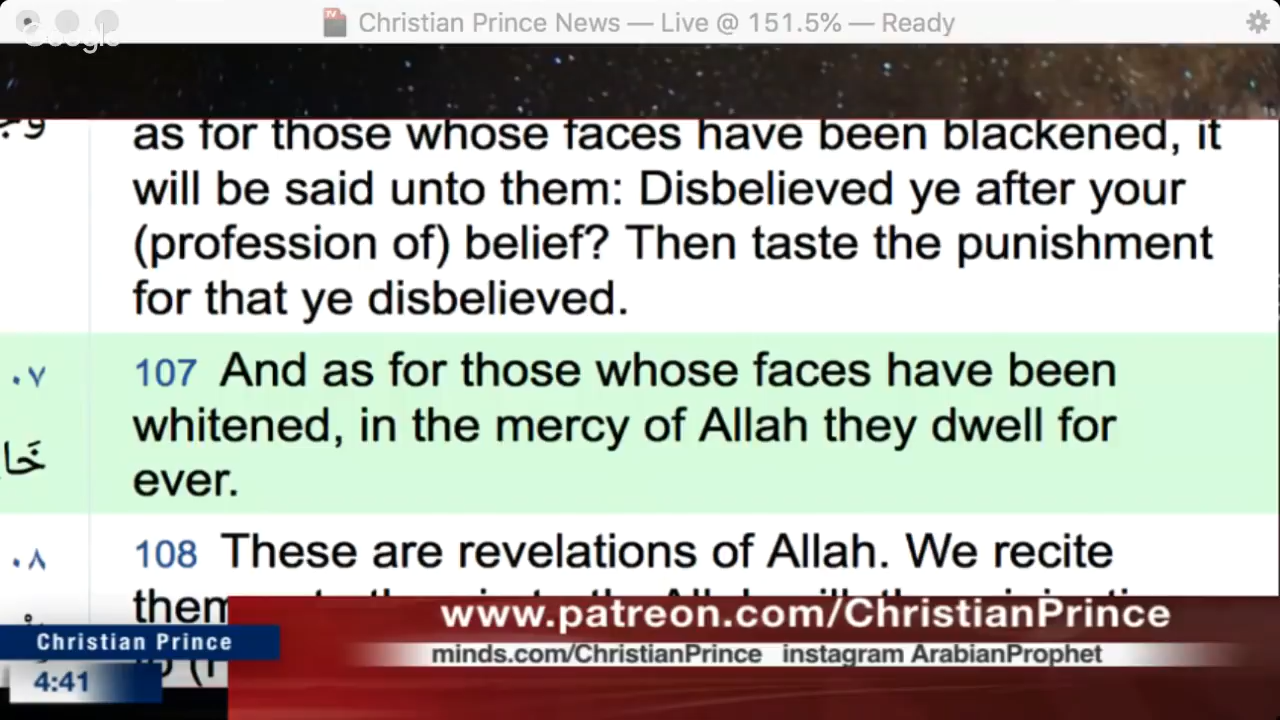 Christian Prince News — Live @ 151.5% — Ready
Google
as for those whose faces have been blackened, it
will be said unto them: Disbelieved ye after your
(profession of) belief? Then taste the punishment
for that ye disbelieved.
٠٧
107 And as for those whose faces have been
whitened, in the mercy of Allah they dwell for
ever.
٠٨
108 These are revelations of Allah. We recite
them
www.patreon.com/ChristianPrince
Christian Prince
minds.com/ChristianPrince instagram ArabianProphet
4:41